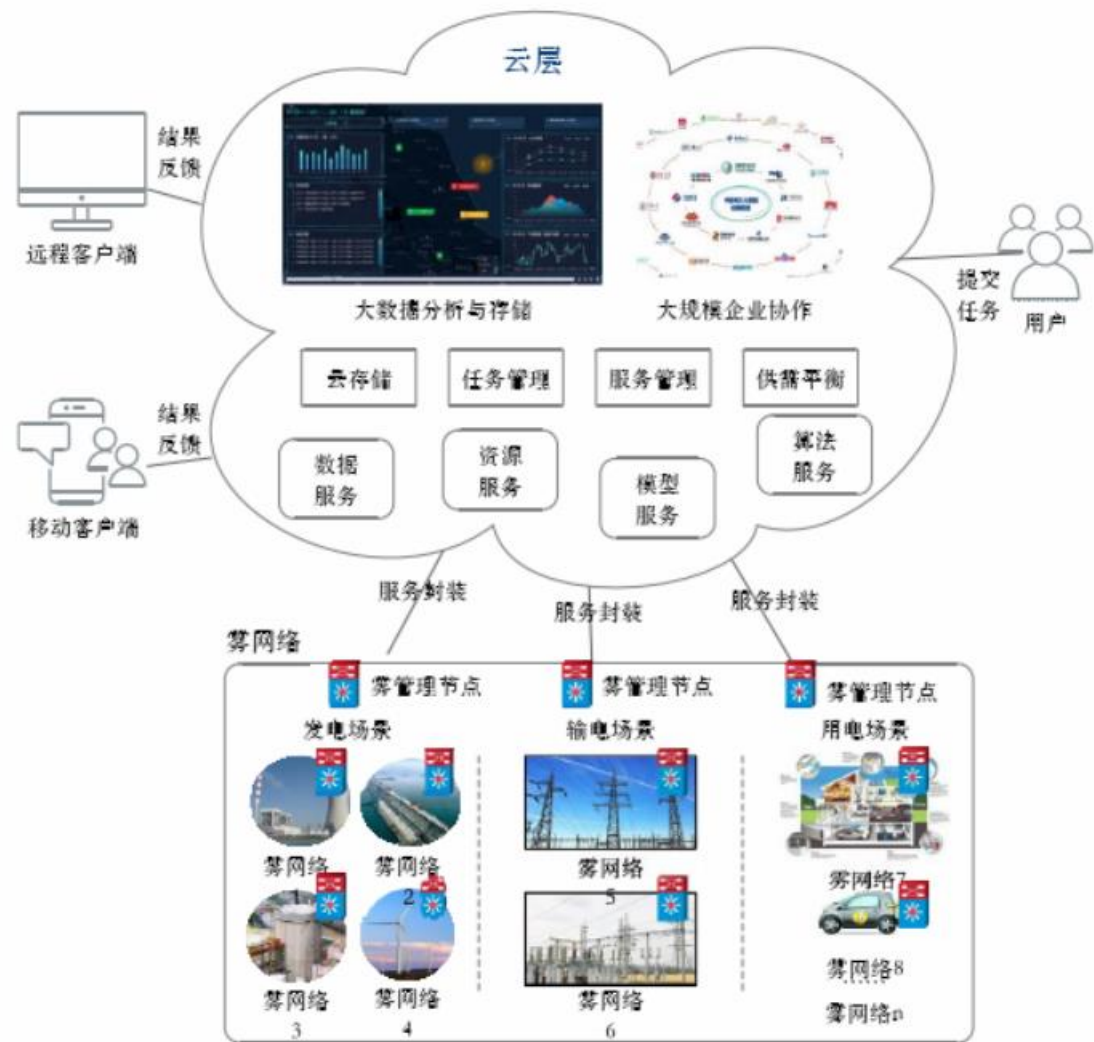 云层
结果
反馈
远程客户端
大数据分析与存储
大规模企业协作
提交
任务
用户
云存储
任务管理
服务管理
供需平衡
结果
反馈
移动客户端
数据
服务
资源
服务
模型
服务
算法
服务
服务封装
服务封装
服务封装
雾网络
雾管理节点
雾管理节点
雾管理节点
发电场景
输电场景
用电场景
雾网络
1
雾网络
2
雾网络
5
雾网络7
雾网络
3
雾网络
4
雾网络
6
雾网络8
雾网络n